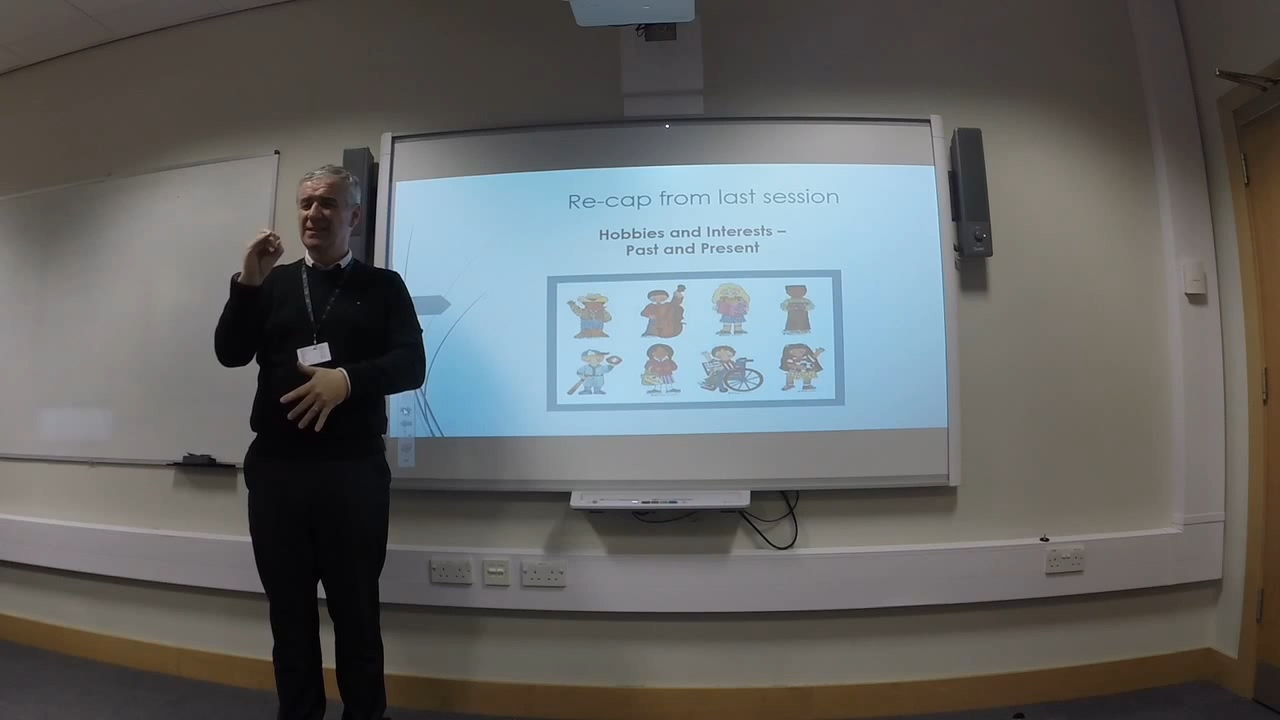 Re-cap from last session
Hobbies and Interests –
Past and Present